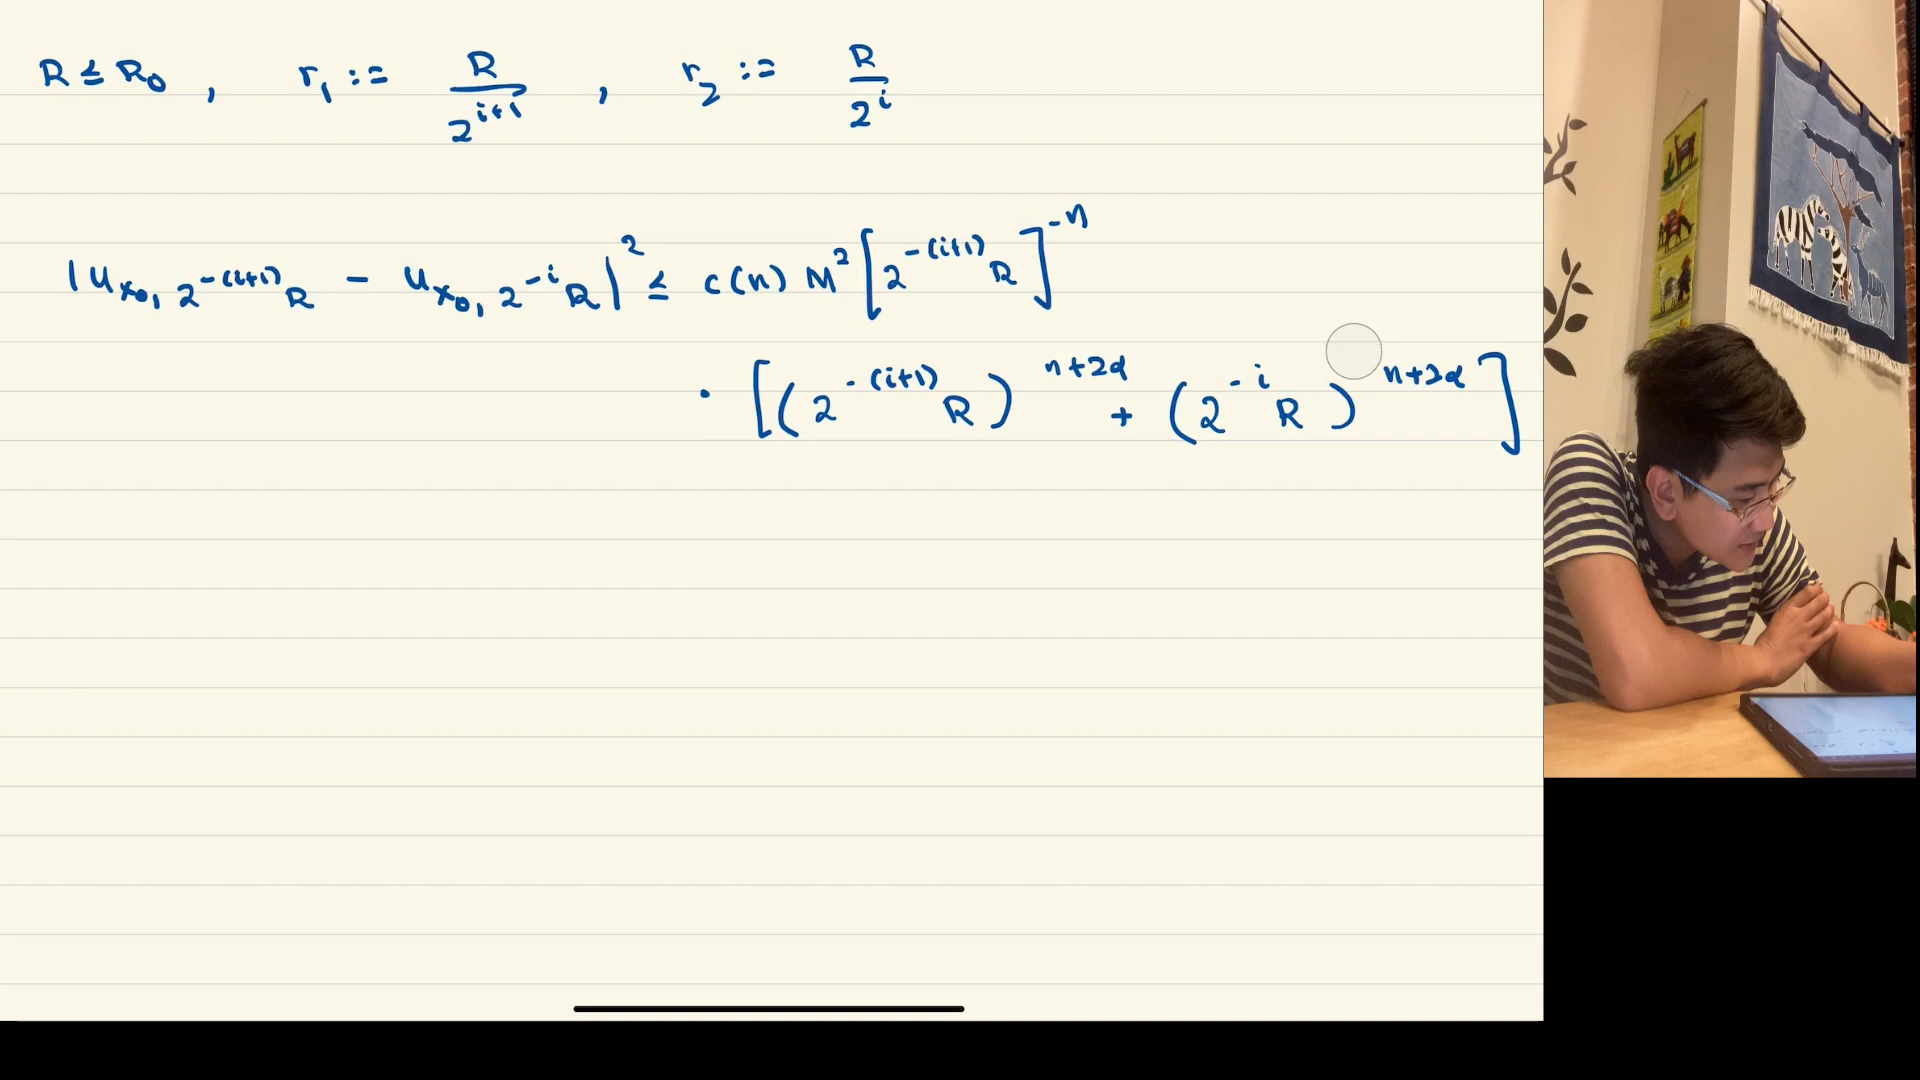 R ≤ R₀ , r₁ := R/2^{i+1} , r₂ := R/2^i
|u_{x₀, 2^{-(i+1)}R} - u_{x₀, 2^{-i}R}|² ≤ c(n) M² [2^{-(i+1)} R]^{-n}
· [(2^{-(i+1)} R)^{n+2α} + (2^{-i} R)^{n+2α}]